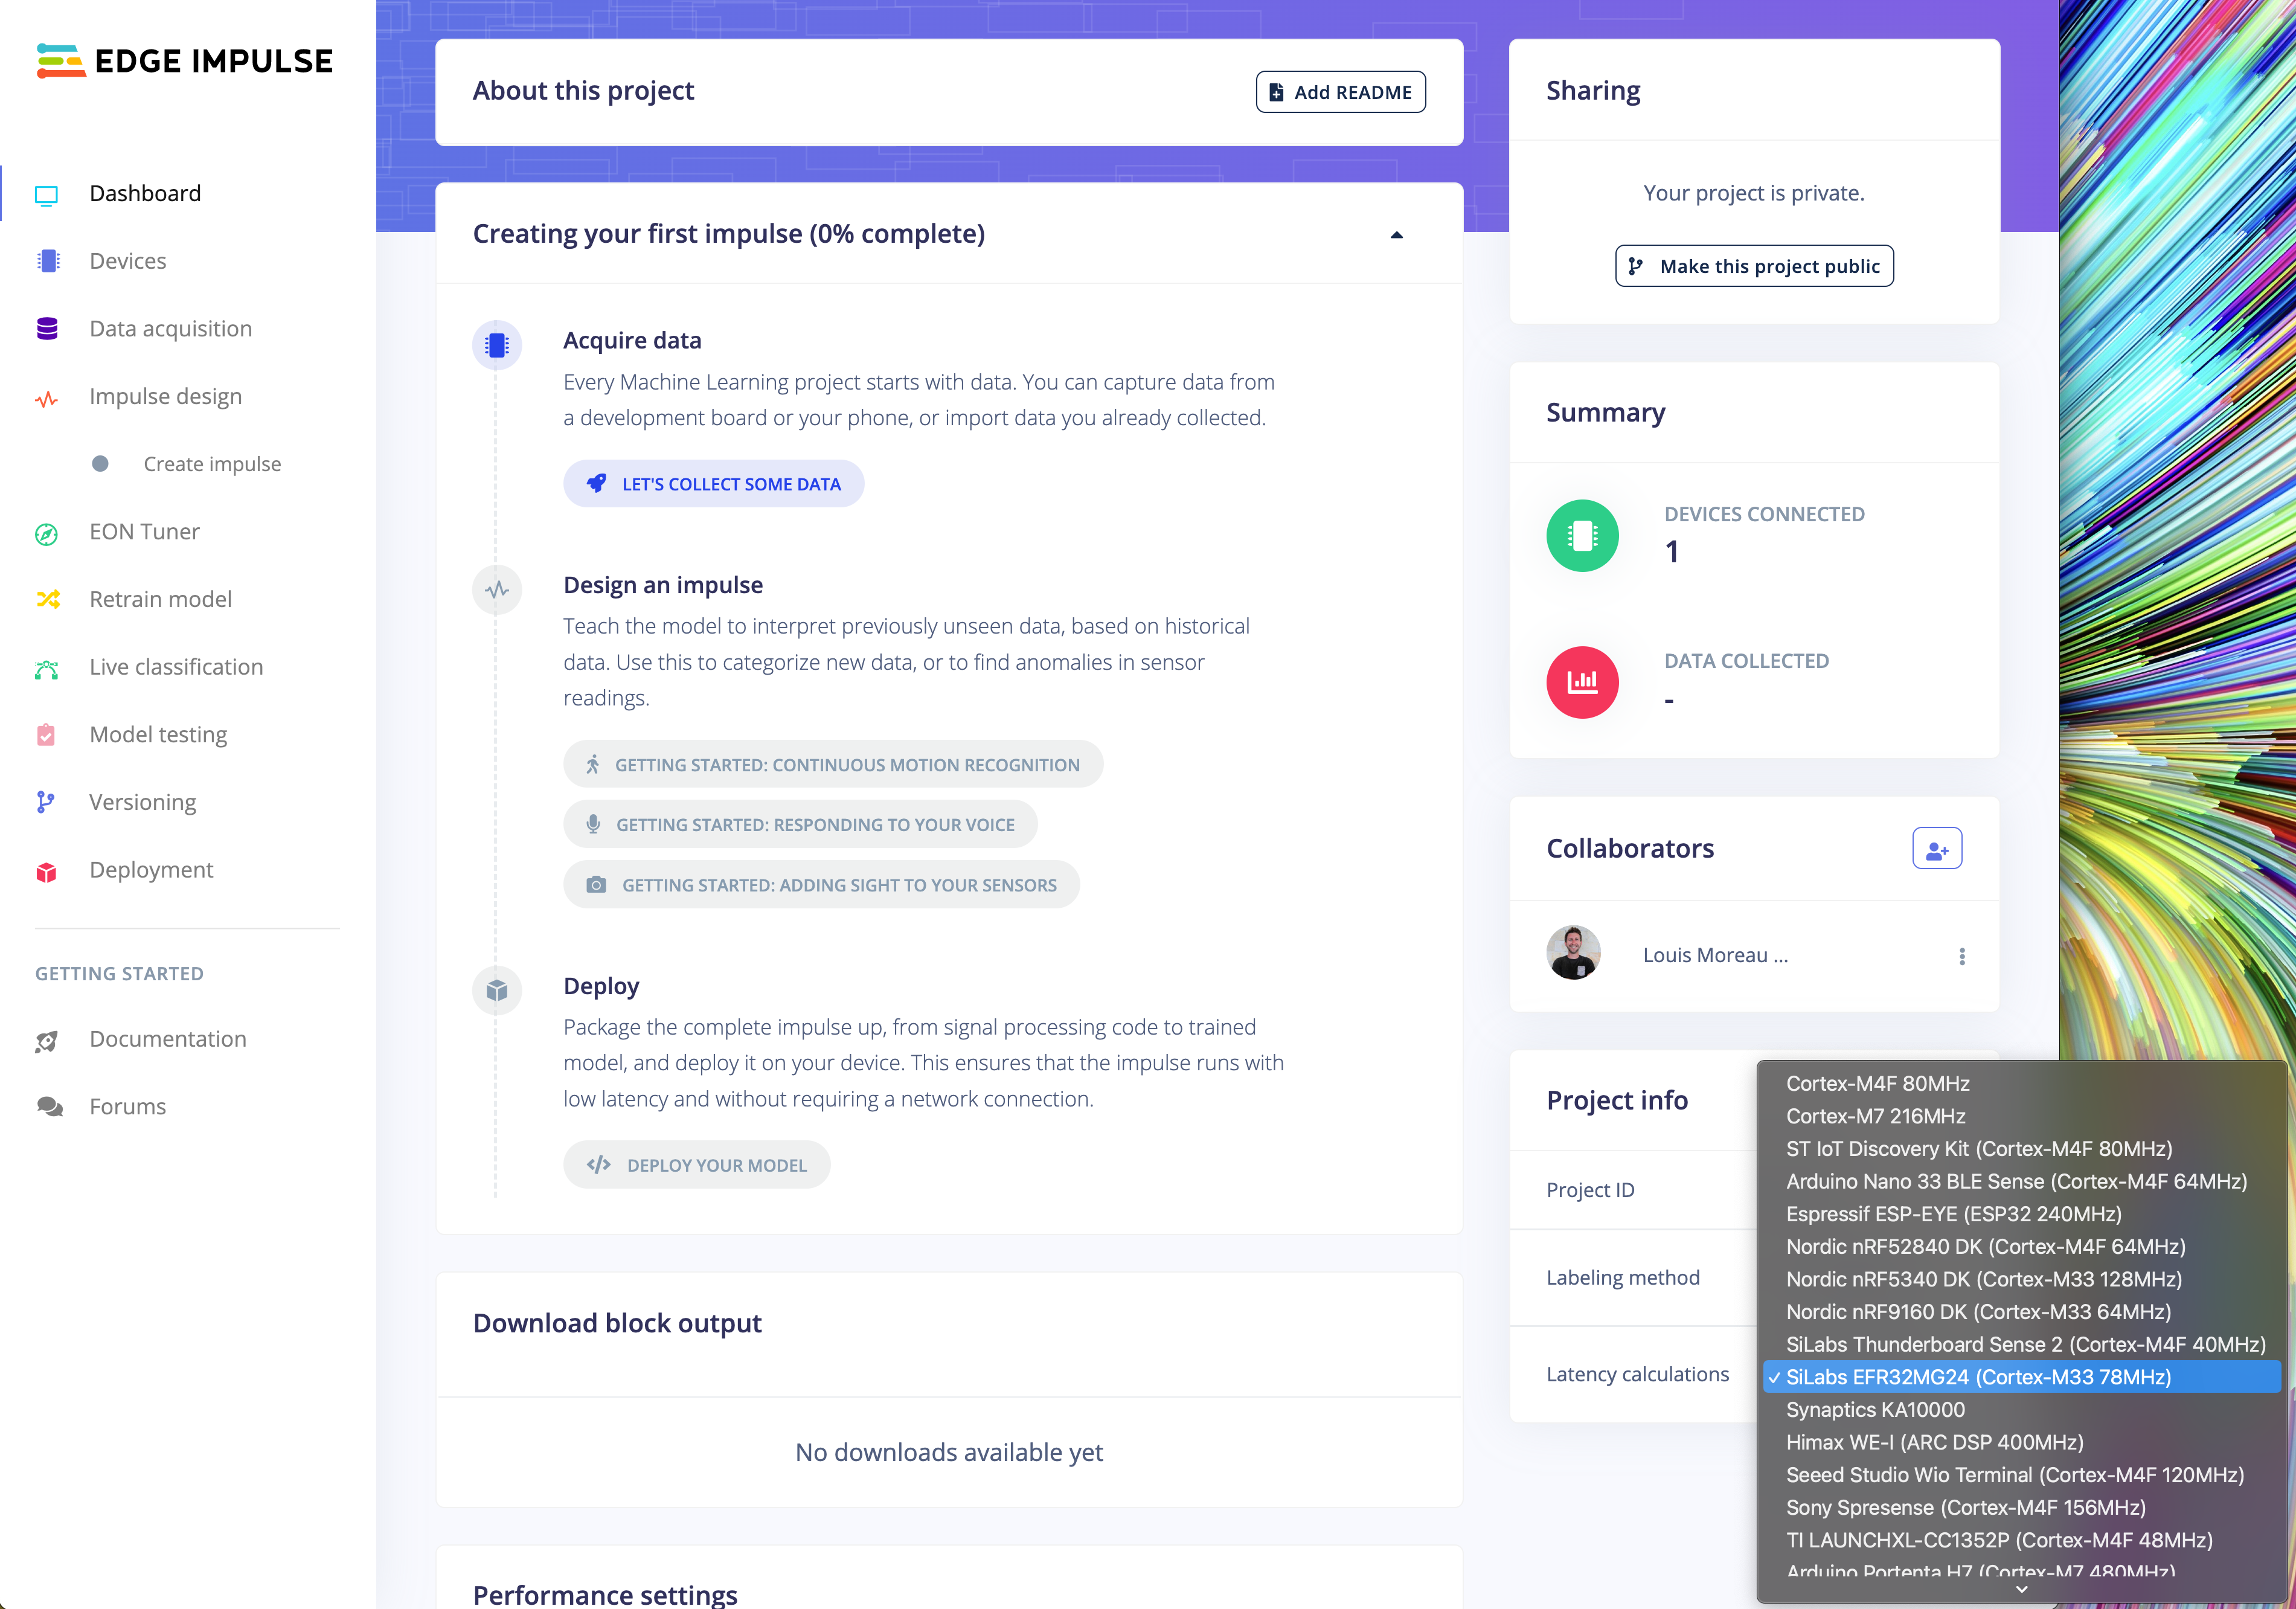 EDGE IMPULSE
Dashboard
Devices
Data acquisition
Impulse design
Create impulse
EON Tuner
Retrain model
Live classification
Model testing
Versioning
Deployment
GETTING STARTED
Documentation
Forums
About this project
Add README
Creating your first impulse (0% complete)
Acquire data
Every Machine Learning project starts with data. You can capture data from
a development board or your phone, or import data you already collected.
LET'S COLLECT SOME DATA
Design an impulse
Teach the model to interpret previously unseen data, based on historical
data. Use this to categorize new data, or to find anomalies in sensor
readings.
GETTING STARTED: CONTINUOUS MOTION RECOGNITION
GETTING STARTED: RESPONDING TO YOUR VOICE
GETTING STARTED: ADDING SIGHT TO YOUR SENSORS
Deploy
Package the complete impulse up, from signal processing code to trained
model, and deploy it on your device. This ensures that the impulse runs with
low latency and without requiring a network connection.
DEPLOY YOUR MODEL
Download block output
No downloads available yet
Performance settings
Sharing
Your project is private.
Make this project public
Summary
DEVICES CONNECTED
1
DATA COLLECTED
-
Collaborators
Louis Moreau ...
Project info
Project ID
Labeling method
Latency calculations
Cortex-M4F 80MHz
Cortex-M7 216MHz
ST IoT Discovery Kit (Cortex-M4F 80MHz)
Arduino Nano 33 BLE Sense (Cortex-M4F 64MHz)
Espressif ESP-EYE (ESP32 240MHz)
Nordic nRF52840 DK (Cortex-M4F 64MHz)
Nordic nRF5340 DK (Cortex-M33 128MHz)
Nordic nRF9160 DK (Cortex-M33 64MHz)
SiLabs Thunderboard Sense 2 (Cortex-M4F 40MHz)
✓ SiLabs EFR32MG24 (Cortex-M33 78MHz)
Synaptics KA10000
Himax WE-I (ARC DSP 400MHz)
Seeed Studio Wio Terminal (Cortex-M4F 120MHz)
Sony Spresense (Cortex-M4F 156MHz)
TI LAUNCHXL-CC1352P (Cortex-M4F 48MHz)
Arduino Portenta H7 (Cortex-M7 480MHz)